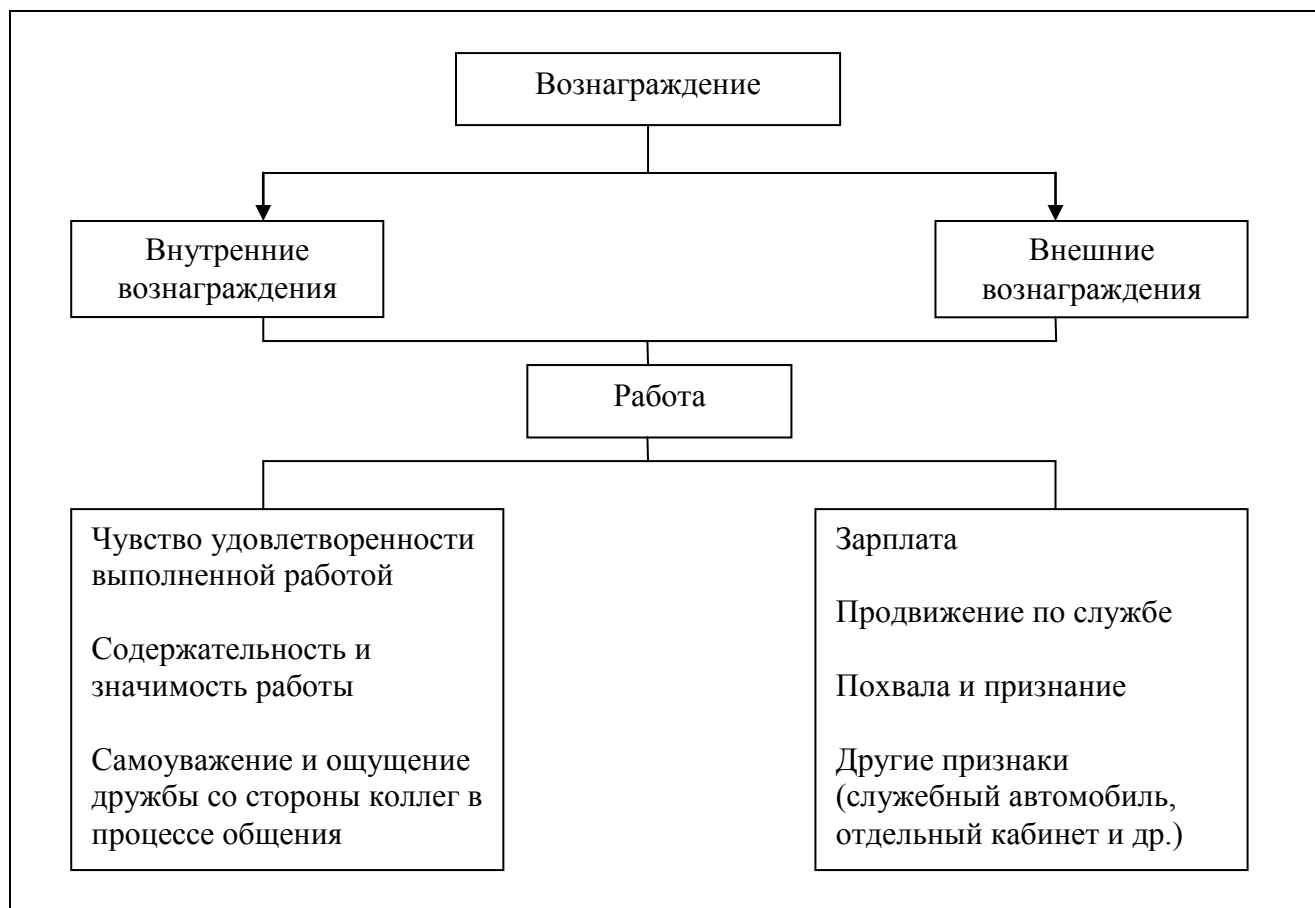 Вознаграждение
Внутренние
вознаграждения
Внешние
вознаграждения
Работа
Чувство удовлетворенности
выполненной работой
Содержательность и
значимость работы
Самоуважение и ощущение
дружбы со стороны коллег в
процессе общения
Зарплата
Продвижение по службе
Похвала и признание
Другие признаки
(служебный автомобиль,
отдельный кабинет и др.)